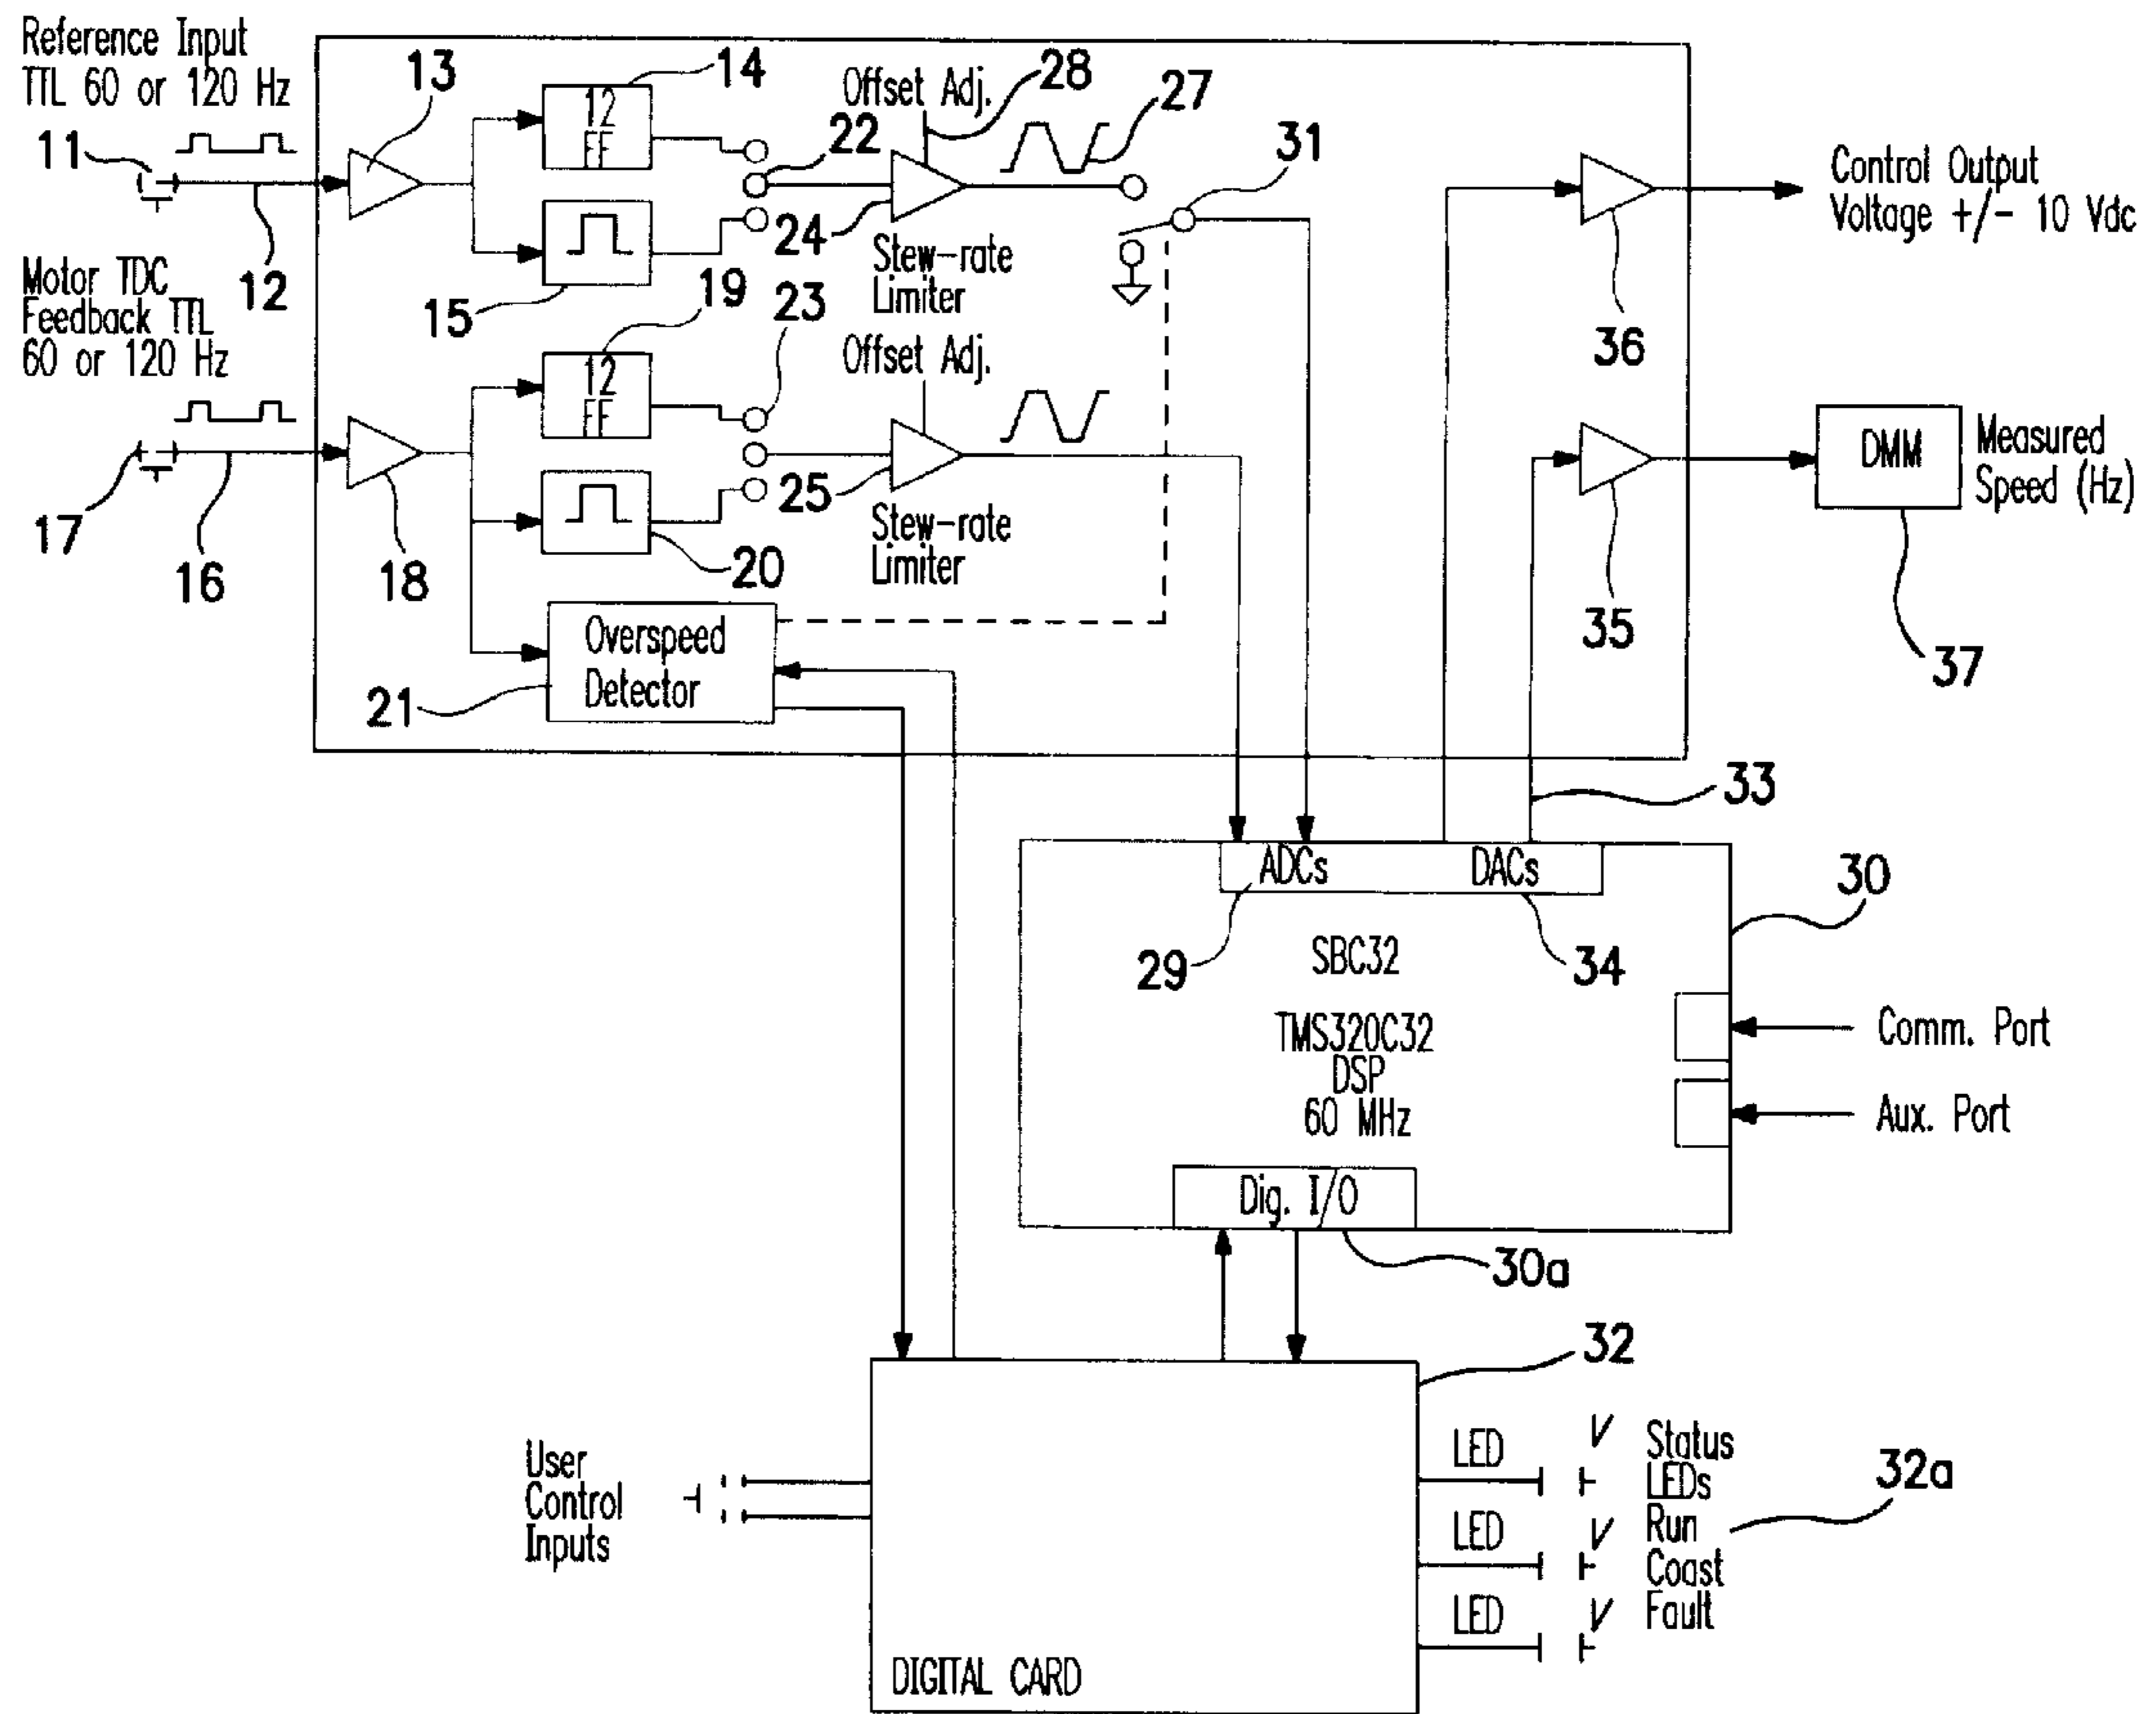 Reference Input
TTL 60 or 120 Hz
11
12
13
14
12
FF
15
Offset Adj.
28
27
22
24
Stew-rate
Limiter
31
Control Output
Voltage +/- 10 Vdc
36
Motor TDC
Feedback TTL
60 or 120 Hz
17
16
18
19
12
FF
20
23
Offset Adj.
25
Stew-rate
Limiter
Overspeed
Detector
21
35
DMM
Measured
Speed (Hz)
37
33
ADCs
DACs
29
34
30
SBC32
TMS320C32
DSP
60 MHz
Comm. Port
Aux. Port
Dig. I/O
30a
32
User
Control
Inputs
DIGITAL CARD
LED
LED
LED
Status
LEDs
Run
Coast
Fault
32a